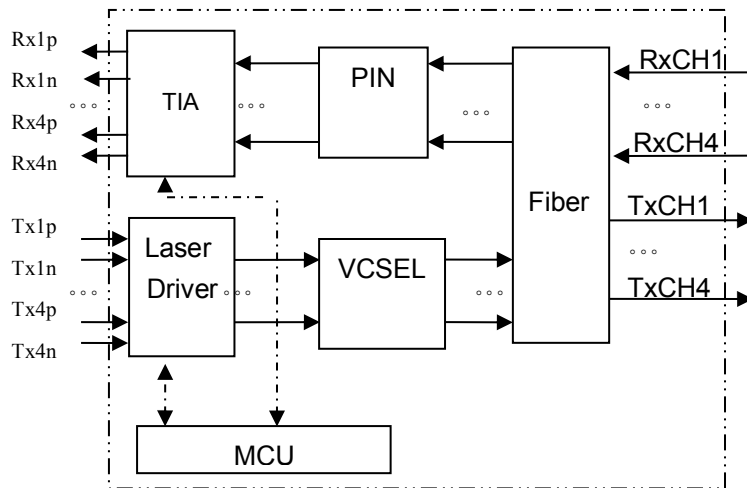 Rx1p
Rx1n
Rx4p
Rx4n
TIA
PIN
Fiber
RxCH1
RxCH4
TxCH1
TxCH4
Tx1p
Tx1n
Tx4p
Tx4n
Laser
Driver
VCSEL
MCU